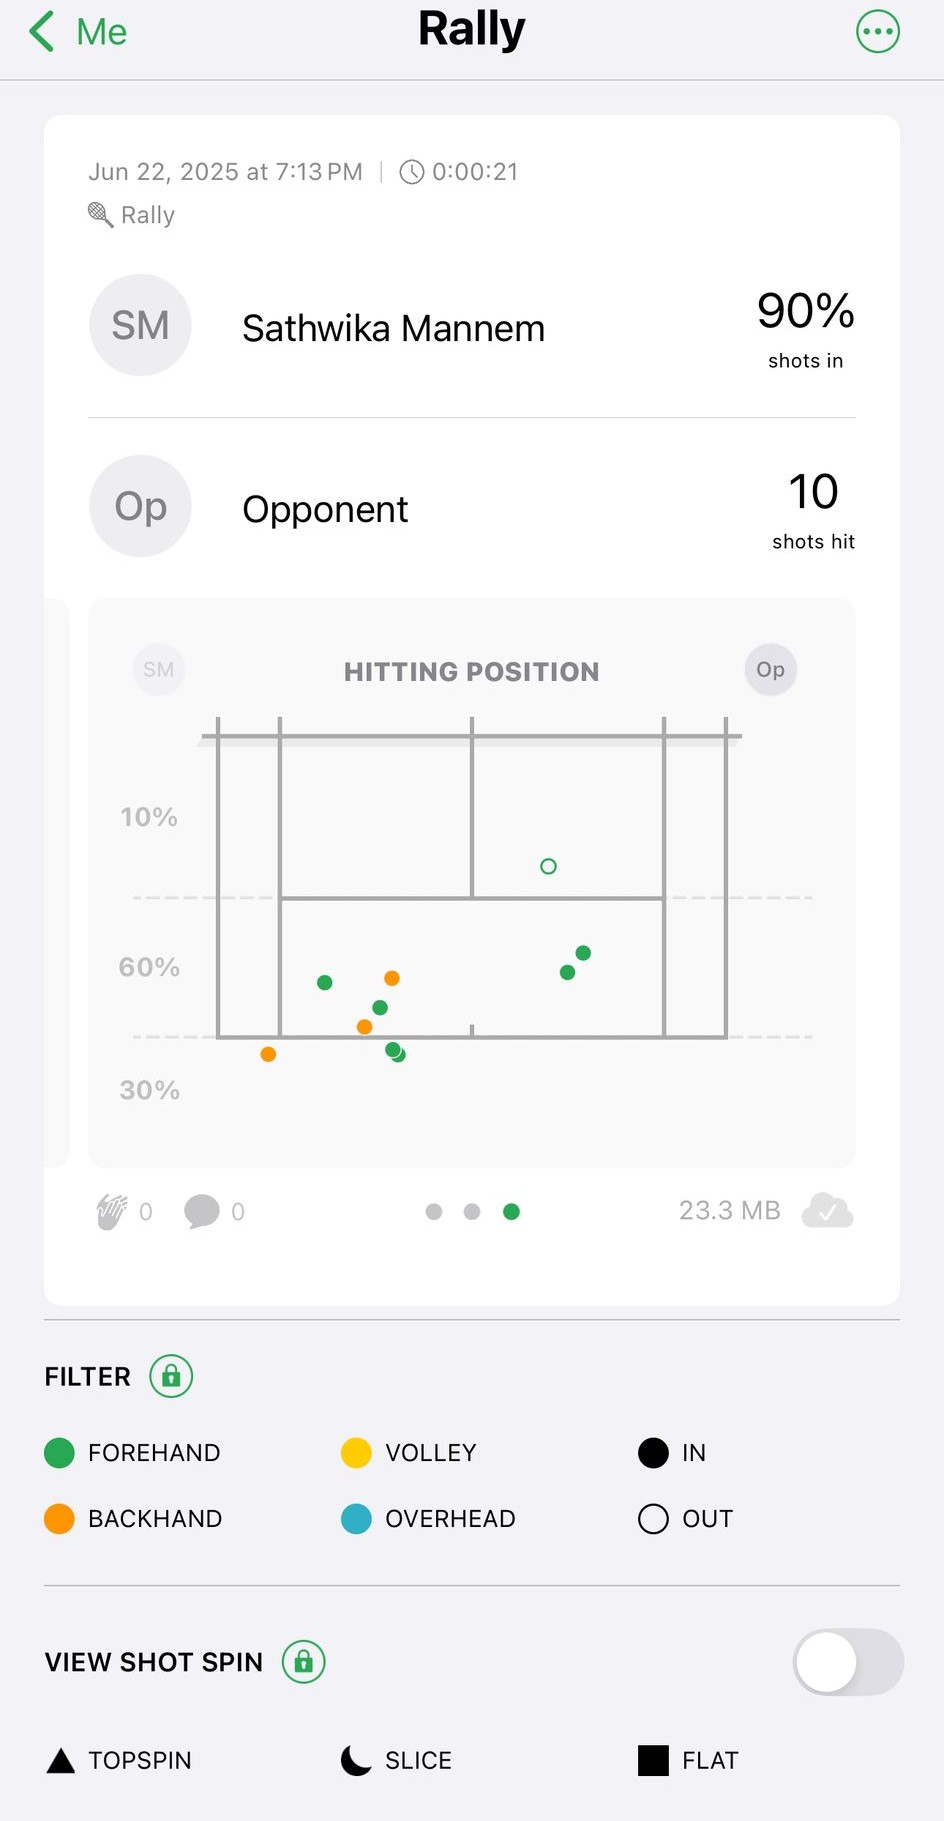 Me
Rally
Jun 22, 2025 at 7:13 PM | 0:00:21
Rally
SM
Sathwika Mannem
90%
shots in
Op
Opponent
10
shots hit
SM
HITTING POSITION
Op
10%
60%
30%
0
0
23.3 MB
FILTER
FOREHAND
VOLLEY
IN
BACKHAND
OVERHEAD
OUT
VIEW SHOT SPIN
TOPSPIN
SLICE
FLAT